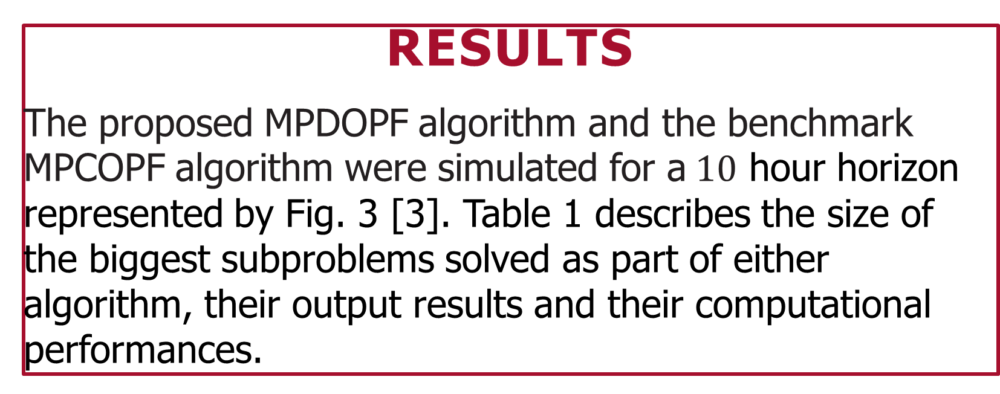 RESULTS
The proposed MPDOPF algorithm and the benchmark
MPCOPF algorithm were simulated for a 10 hour horizon
represented by Fig. 3 [3]. Table 1 describes the size of
the biggest subproblems solved as part of either
algorithm, their output results and their computational
performances.